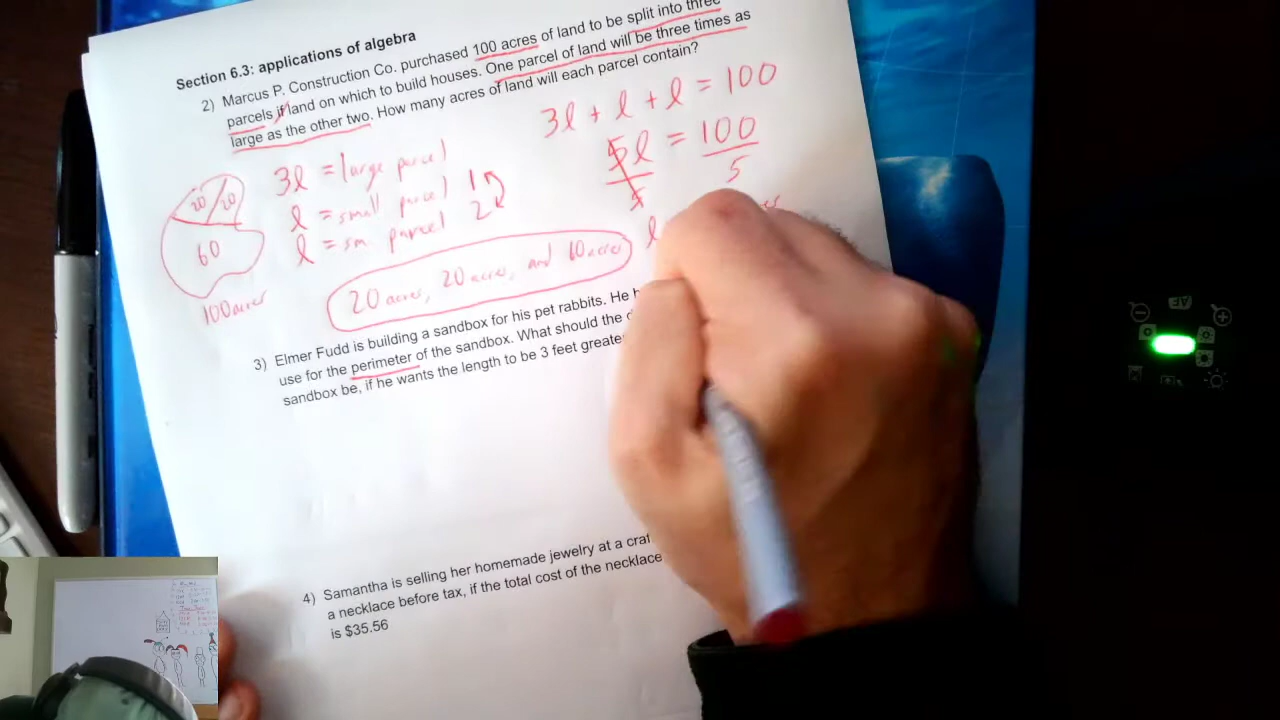 Section 6.3: applications of algebra
2) Marcus P. Construction Co. purchased 100 acres of land to be split into three
parcels if land on which to build houses. One parcel of land will be three times as
large as the other two. How many acres of land will each parcel contain?
3l + l + l = 100
5l = 100
5 5
l
3l = large parcel
l = small parcel 1
l = sm parcel 2
20 20
60
100 acres
20 acres, 20 acres, and 60 acres
3) Elmer Fudd is building a sandbox for his pet rabbits. He h
use for the perimeter of the sandbox. What should the d
sandbox be, if he wants the length to be 3 feet greate
4) Samantha is selling her homemade jewelry at a craf
a necklace before tax, if the total cost of the necklace
is $35.56
AF